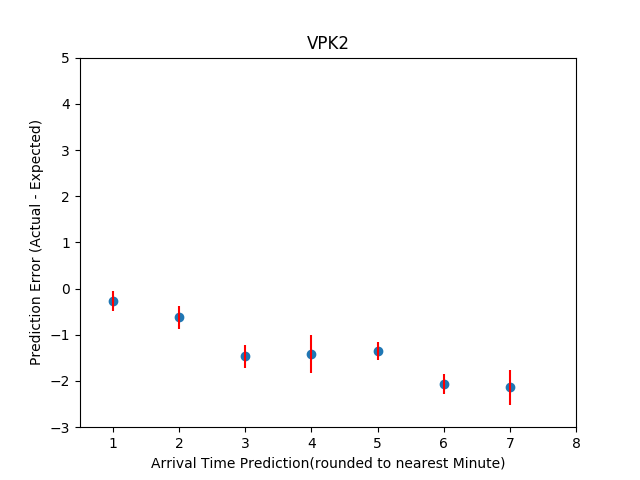 VPK2
5
4
3
2
1
0
−1
−2
−3
Prediction Error (Actual - Expected)
1 2 3 4 5 6 7 8
Arrival Time Prediction(rounded to nearest Minute)